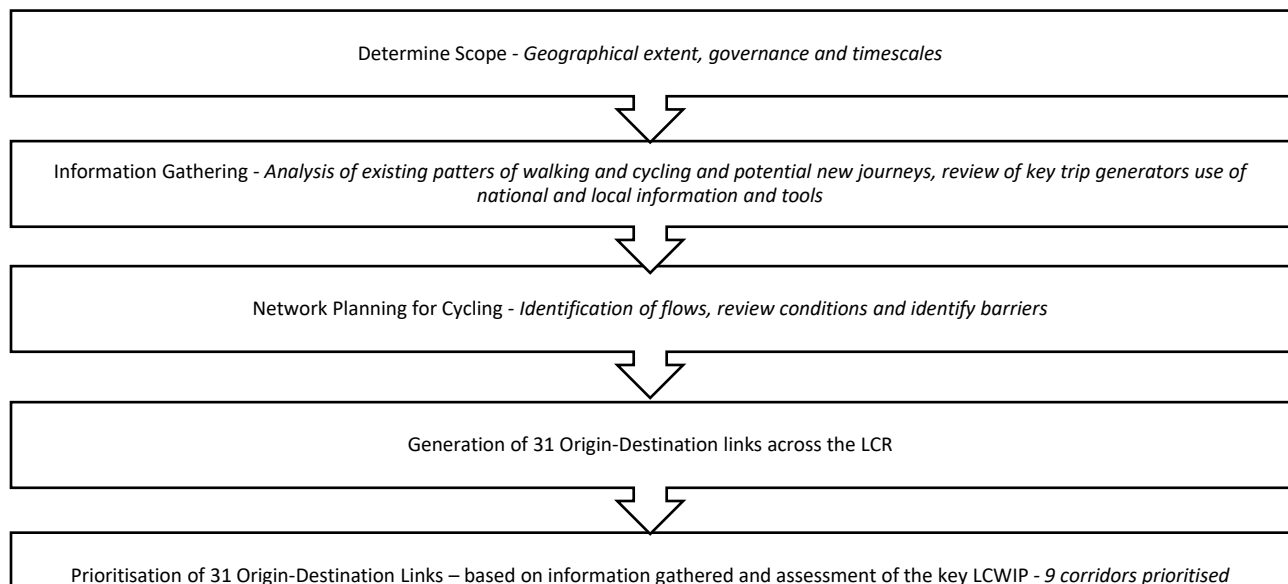 Determine Scope - Geographical extent, governance and timescales
Information Gathering - Analysis of existing patters of walking and cycling and potential new journeys, review of key trip generators use of
national and local information and tools
Network Planning for Cycling - Identification of flows, review conditions and identify barriers
Generation of 31 Origin-Destination links across the LCR
Prioritisation of 31 Origin-Destination Links – based on information gathered and assessment of the key LCWIP - 9 corridors prioritised